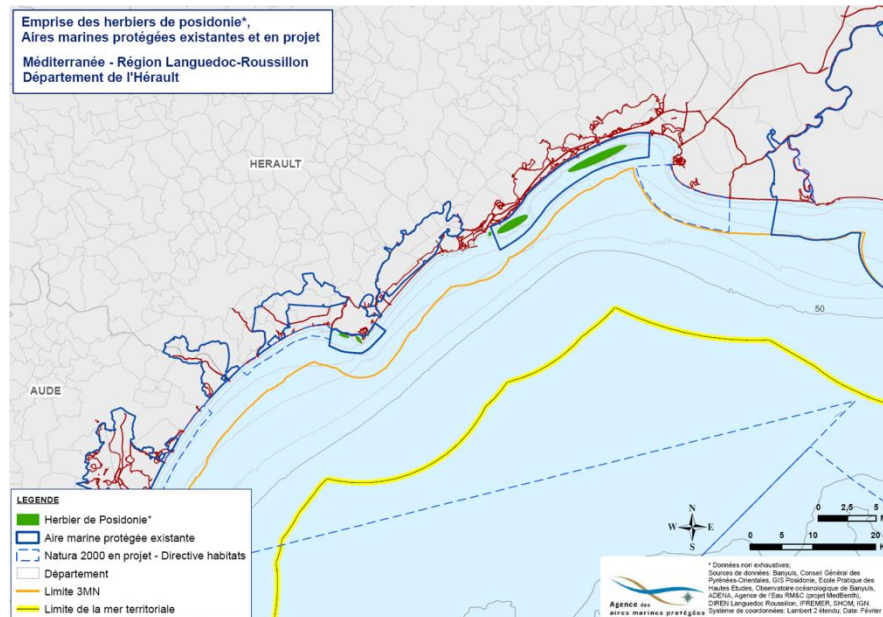 Emprise des herbiers de posidonie*,
Aires marines protégées existantes et en projet
Méditerranée - Région Languedoc-Roussillon
Département de l'Hérault
HERAULT
50
AUDE
LEGENDE
Herbier de Posidonie*
Aire marine protégée existante
Natura 2000 en projet - Directive habitats
Département
Limite 3MN
Limite de la mer territoriale
N
W E
S
0 2,5 5
0 10 20
Agence des
aires marines protégées
* Données non exhaustives;
Sources de données: Banyuls, Conseil Général des
Pyrénées-Orientales, GIS Posidonie, Ecole Pratique des
Hautes Etudes, Observatoire océanologique de Banyuls,
ADENA, Agence de l'Eau RM&C (projet MedBenth),
DIREN Languedoc Roussillon, IFREMER, SHOM, IGN.
Système de coordonnées: Lambert 2 étendu; Date: Février